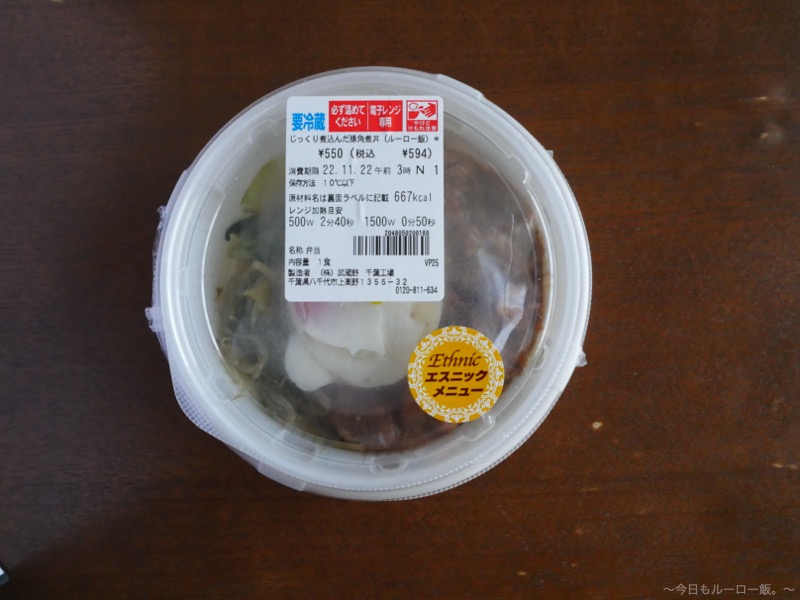 要冷蔵
必ず温めて
ください
電子レンジ
専用
やけど
汁もれ注意
じっくり煮込んだ豚角煮丼(ルーロー飯)*
¥550(税込 ¥594)
消費期限 22.11.22午前 3時 N 1
保存方法 10℃以下
原材料名は裏面ラベルに記載 667kcal
レンジ加熱目安
500W 2分40秒 1500W 0分50秒
2048050200160
名称 弁当
内容量 1食 VP25
製造者 (株)武蔵野 千葉工場
千葉県八千代市上高野1355-32
0120-811-634
Ethnic
エスニック
メニュー
〜今日もルーロー飯。〜